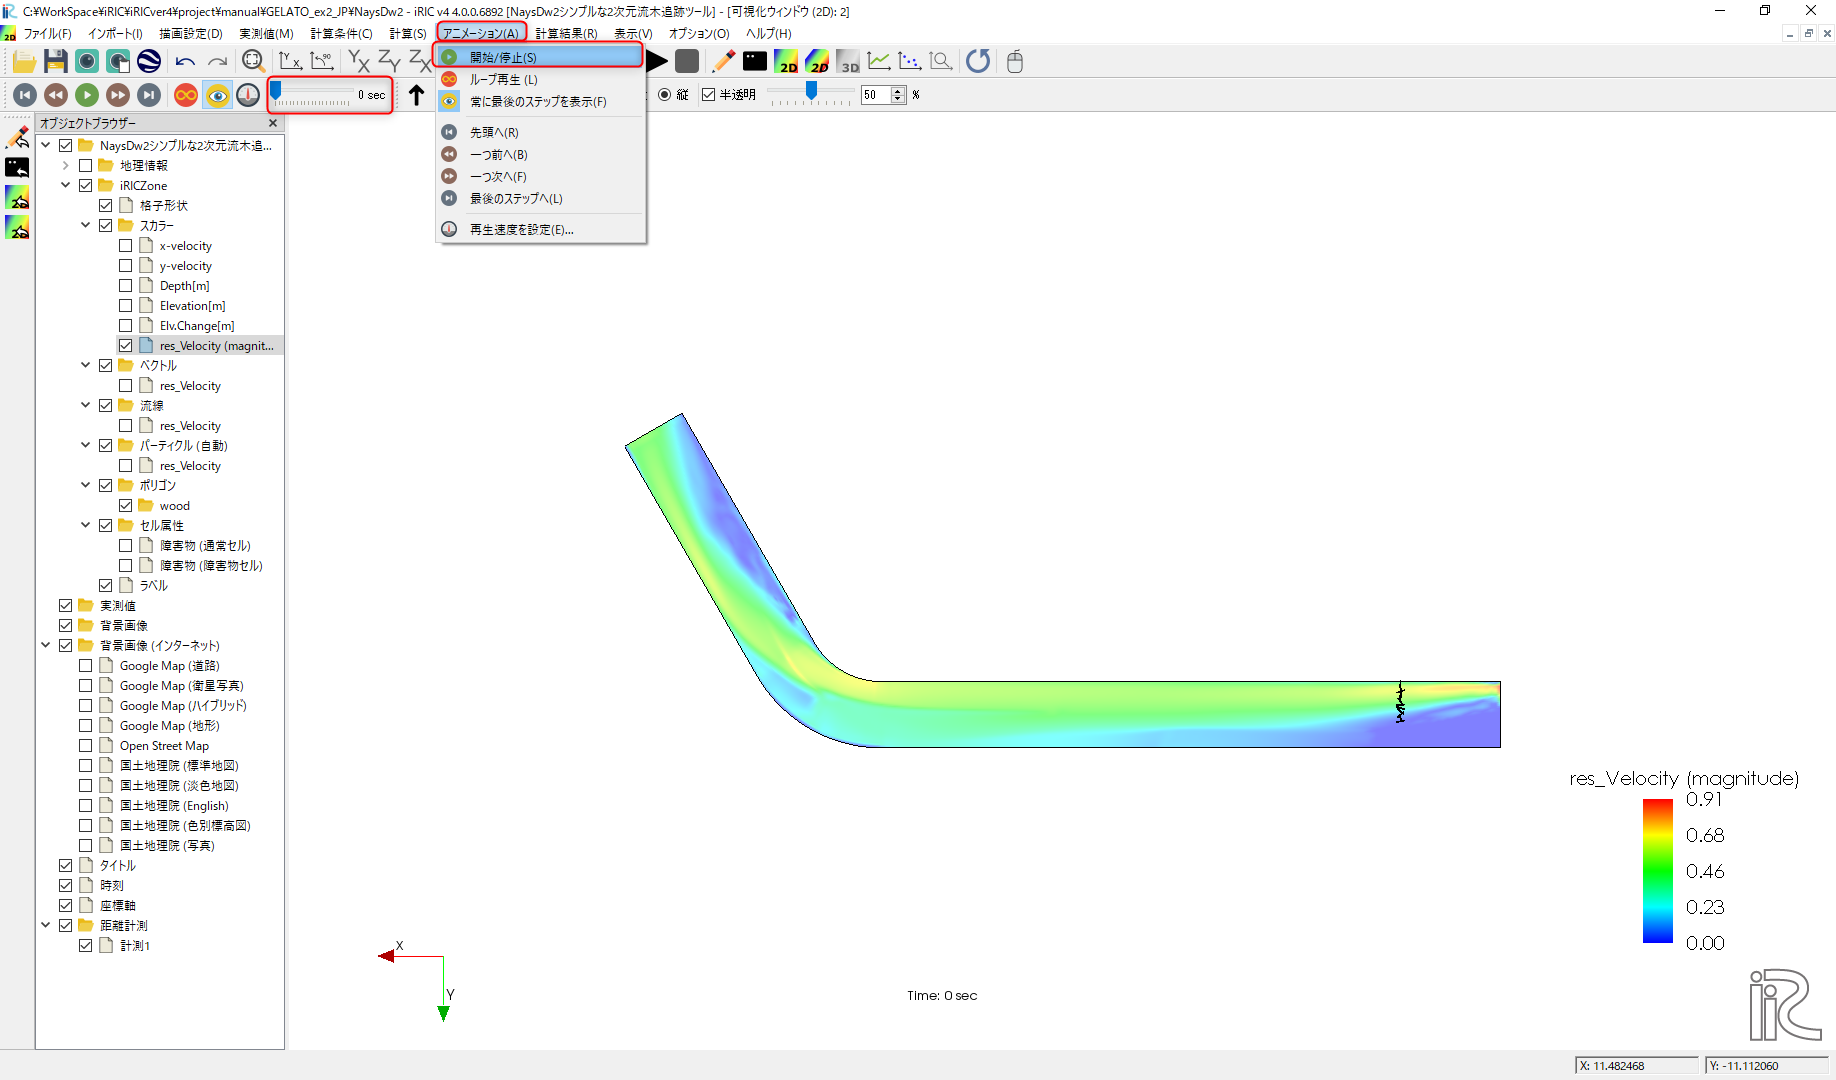 C:¥WorkSpace¥iRIC¥iRICver4¥project¥manual¥GELATO_ex2_JP¥NaysDw2 - iRIC v4 4.0.0.6892 [NaysDw2シンプルな2次元流木追跡ツール] - [可視化ウィンドウ (2D): 2]
ファイル(F) インポート(I) 描画設定(D) 実測値(M) 計算条件(C) 計算(S) アニメーション(A) 計算結果(R) 表示(V) オプション(O) ヘルプ(H)
開始/停止(S)
ループ再生 (L)
常に最後のステップを表示(F)
先頭へ(R)
一つ前へ(B)
一つ次へ(F)
最後のステップへ(L)
再生速度を設定(E)...
0 sec
縦
半透明
50
%
2D
2D
3D
オブジェクトブラウザー
NaysDw2シンプルな2次元流木追...
地理情報
iRICZone
格子形状
スカラー
x-velocity
y-velocity
Depth[m]
Elevation[m]
Elv.Change[m]
res_Velocity (magnit...
ベクトル
res_Velocity
流線
res_Velocity
パーティクル (自動)
res_Velocity
ポリゴン
wood
セル属性
障害物 (通常セル)
障害物 (障害物セル)
ラベル
実測値
背景画像
背景画像 (インターネット)
Google Map (道路)
Google Map (衛星写真)
Google Map (ハイブリッド)
Google Map (地形)
Open Street Map
国土地理院 (標準地図)
国土地理院 (淡色地図)
国土地理院 (English)
国土地理院 (色別標高図)
国土地理院 (写真)
タイトル
時刻
座標軸
距離計測
計測1
res_Velocity (magnitude)
0.91
0.68
0.46
0.23
0.00
X
Y
Time: 0 sec
iRIC
X: 11.482468
Y: -11.112060